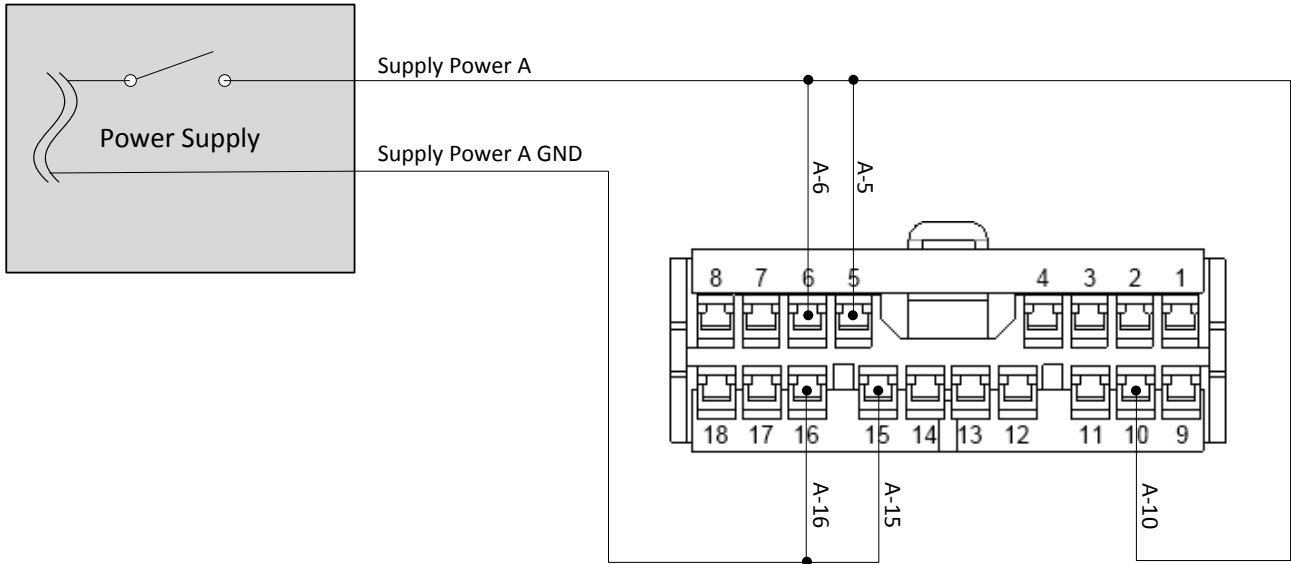 Supply Power A
Power Supply
Supply Power A GND
A-6
A-5
8 7 6 5 4 3 2 1
18 17 16 15 14 13 12 11 10 9
A-16
A-15
A-10